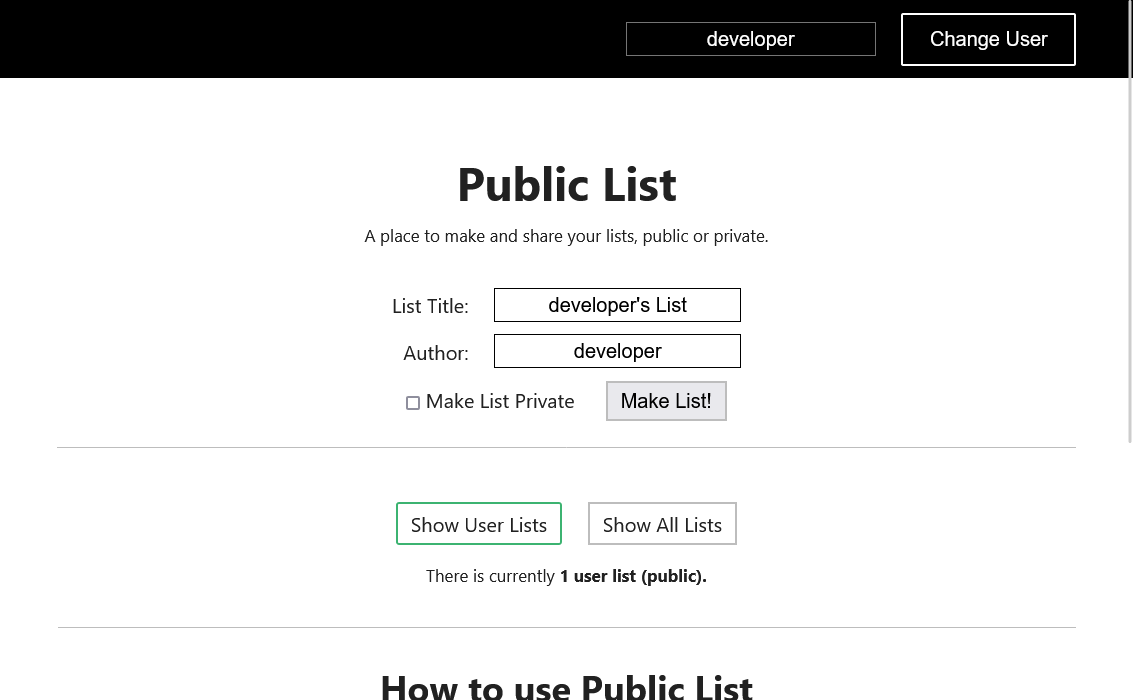 developer Change User
Public List
A place to make and share your lists, public or private.
List Title: developer's List
Author: developer
Make List Private Make List!
Show User Lists Show All Lists
There is currently 1 user list (public).
How to use Public List